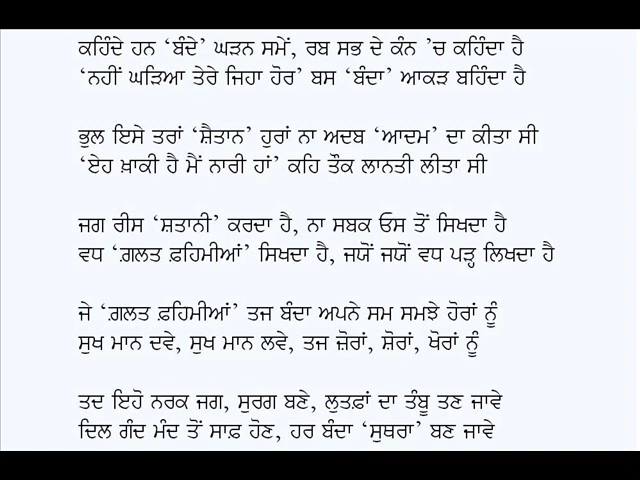 ਕਹਿੰਦੇ ਹਨ ‘ਬੰਦੇ’ ਘੜਨ ਸਮੇਂ, ਰਬ ਸਭ ਦੇ ਕੰਨ ’ਚ ਕਹਿੰਦਾ ਹੈ
‘ਨਹੀਂ ਘੜਿਆ ਤੇਰੇ ਜਿਹਾ ਹੋਰ’ ਬਸ ‘ਬੰਦਾ’ ਆਕੜ ਬਹਿੰਦਾ ਹੈ
ਭੁਲ ਇਸੇ ਤਰਾਂ ‘ਸ਼ੈਤਾਨ’ ਹੁਰਾਂ ਨਾ ਅਦਬ ‘ਆਦਮ’ ਦਾ ਕੀਤਾ ਸੀ
‘ਏਹ ਖ਼ਾਕੀ ਹੈ ਮੈਂ ਨਾਰੀ ਹਾਂ’ ਕਹਿ ਤੌਕ ਲਾਨਤੀ ਲੀਤਾ ਸੀ
ਜਗ ਰੀਸ ‘ਸ਼ਤਾਨੀ’ ਕਰਦਾ ਹੈ, ਨਾ ਸਬਕ ਓਸ ਤੋਂ ਸਿਖਦਾ ਹੈ
ਵਧ ‘ਗ਼ਲਤ ਫ਼ਹਿਮੀਆਂ’ ਸਿਖਦਾ ਹੈ, ਜਯੋਂ ਜਯੋਂ ਵਧ ਪੜ੍ਹ ਲਿਖਦਾ ਹੈ
ਜੇ ‘ਗ਼ਲਤ ਫ਼ਹਿਮੀਆਂ’ ਤਜ ਬੰਦਾ ਅਪਨੇ ਸਮ ਸਮਝੇ ਹੋਰਾਂ ਨੂੰ
ਸੁਖ ਮਾਨ ਦਵੇ, ਸੁਖ ਮਾਨ ਲਵੇ, ਤਜ ਜ਼ੋਰਾਂ, ਸ਼ੋਰਾਂ, ਖੋਰਾਂ ਨੂੰ
ਤਦ ਇਹੋ ਨਰਕ ਜਗ, ਸੁਰਗ ਬਣੇ, ਲੁਤਫ਼ਾਂ ਦਾ ਤੰਬੂ ਤਣ ਜਾਵੇ
ਦਿਲ ਗੰਦ ਮੰਦ ਤੋਂ ਸਾਫ਼ ਹੋਣ, ਹਰ ਬੰਦਾ ‘ਸੁਥਰਾ’ ਬਣ ਜਾਵੇ